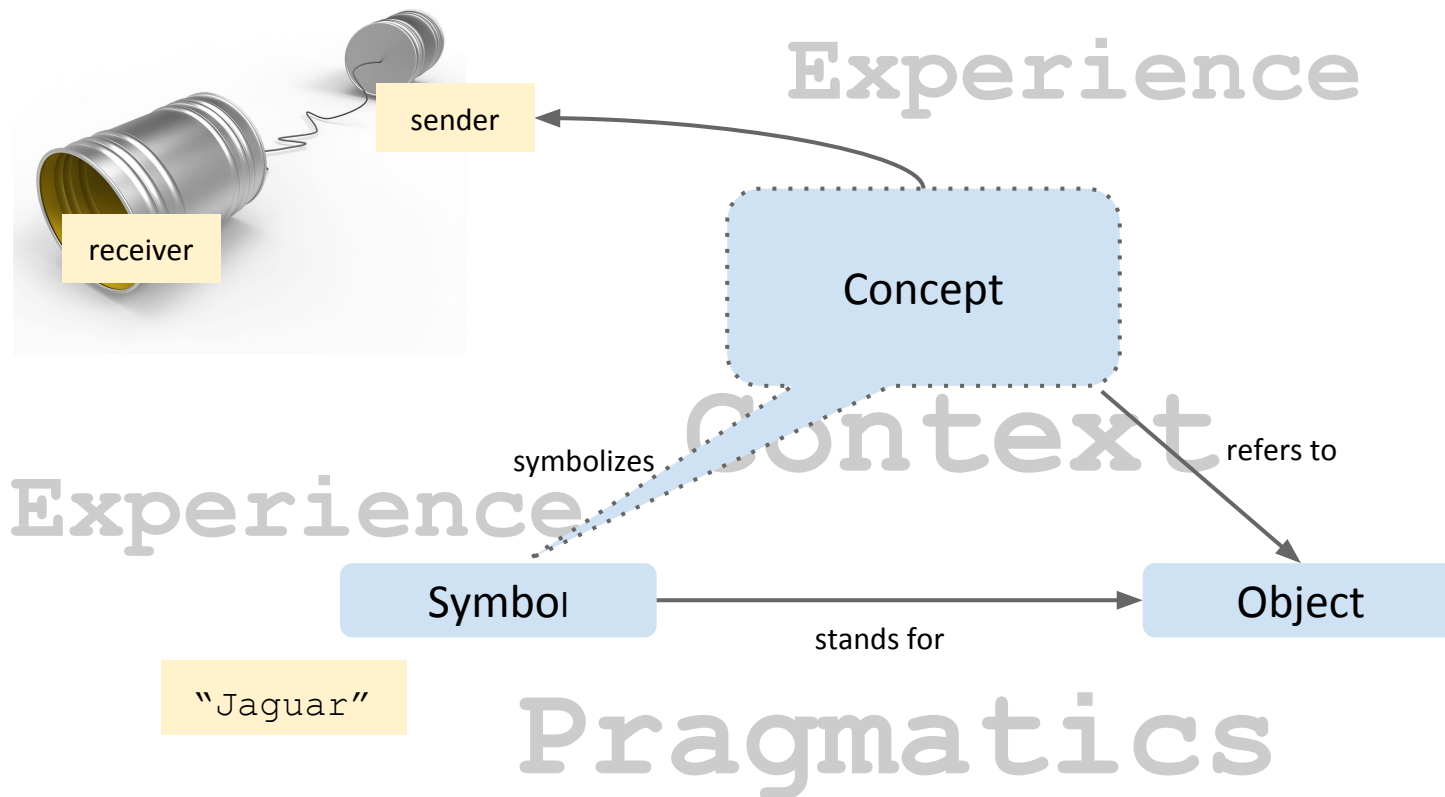 Experience
sender
receiver
Concept
Context
symbolizes
refers to
Experience
Symbol
Object
stands for
“Jaguar”
Pragmatics